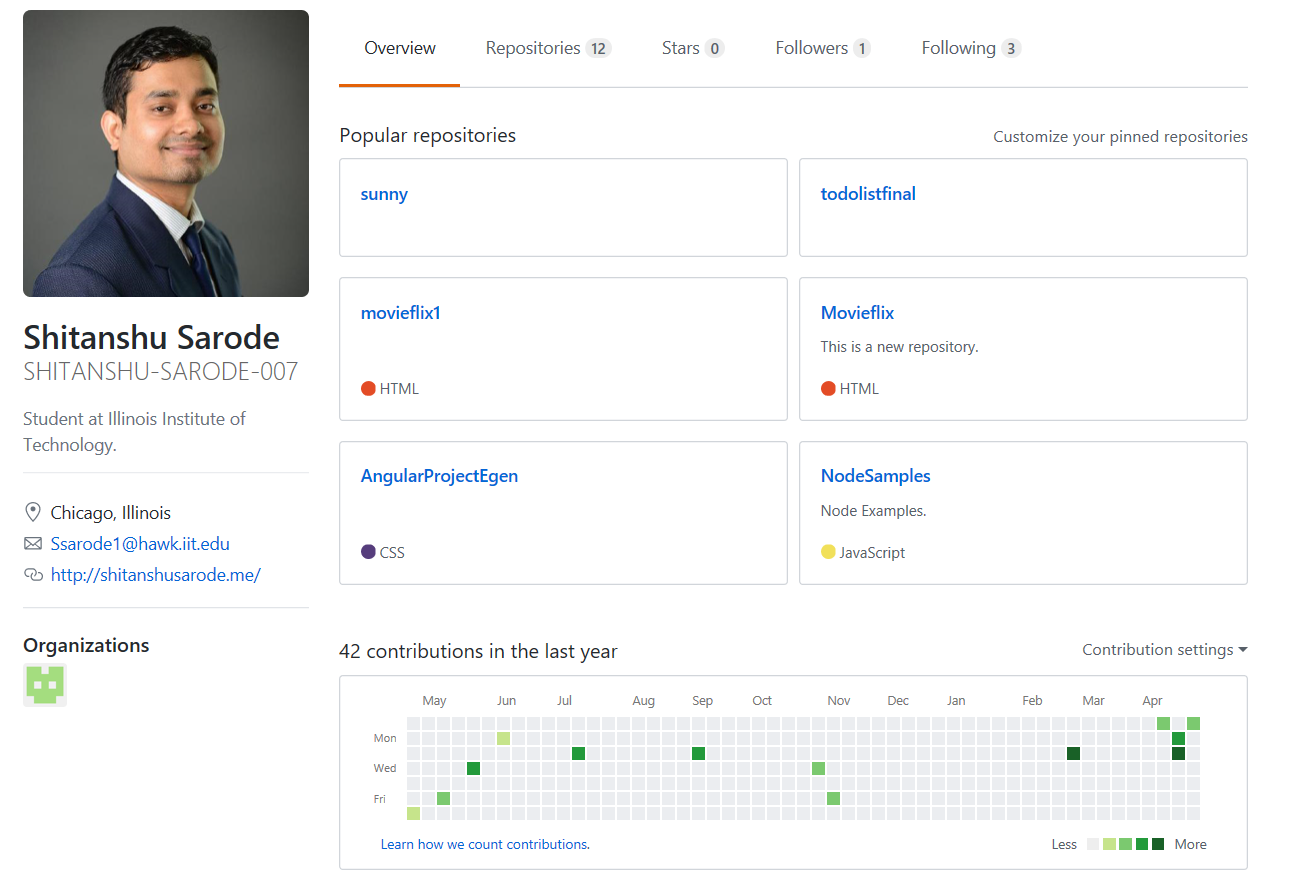 Overview Repositories 12 Stars 0 Followers 1 Following 3
Popular repositories Customize your pinned repositories
sunny
todolistfinal
movieflix1
HTML
Movieflix
This is a new repository.
HTML
AngularProjectEgen
CSS
NodeSamples
Node Examples.
JavaScript
Shitanshu Sarode
SHITANSHU-SARODE-007
Student at Illinois Institute of
Technology.
Chicago, Illinois
Ssarode1@hawk.iit.edu
http://shitanshusarode.me/
Organizations
42 contributions in the last year Contribution settings
May Jun Jul Aug Sep Oct Nov Dec Jan Feb Mar Apr
Mon
Wed
Fri
Learn how we count contributions. Less More